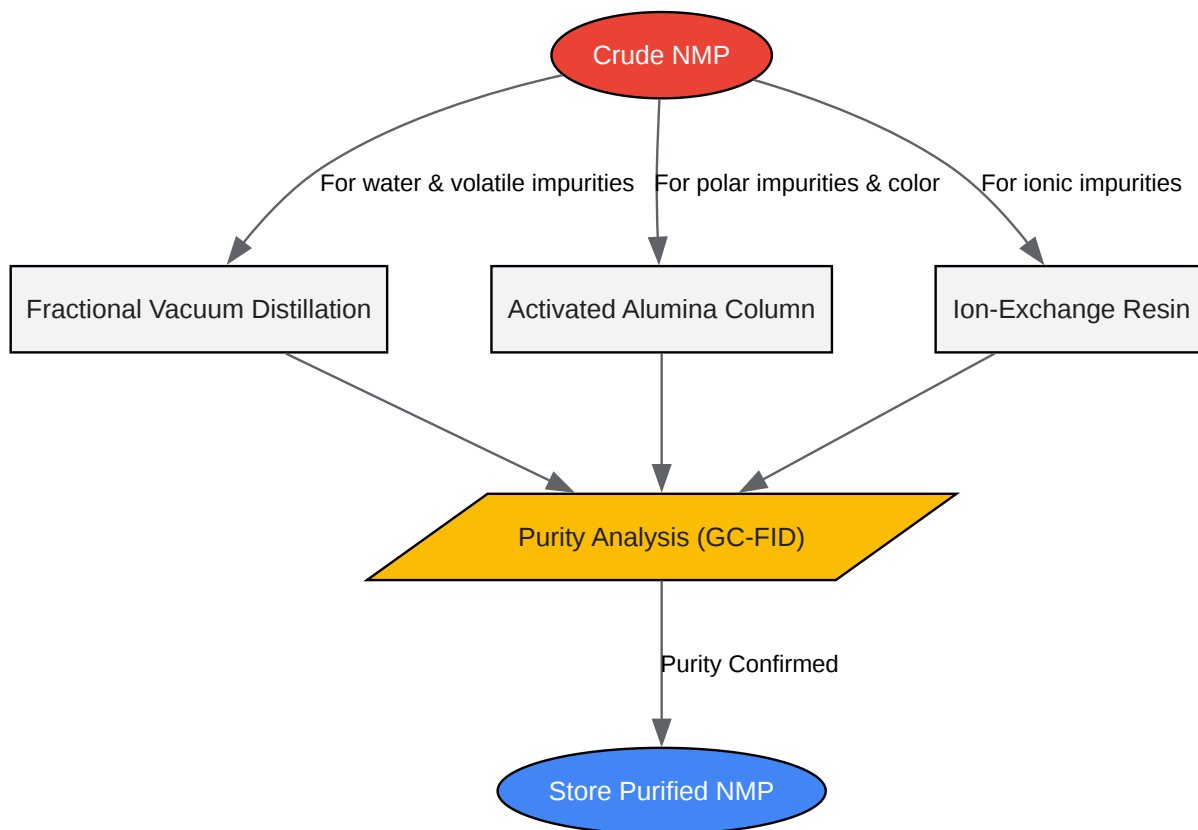 Crude NMP
For water & volatile impurities
For polar impurities & color
For ionic impurities
Fractional Vacuum Distillation
Activated Alumina Column
Ion-Exchange Resin
Purity Analysis (GC-FID)
Purity Confirmed
Store Purified NMP